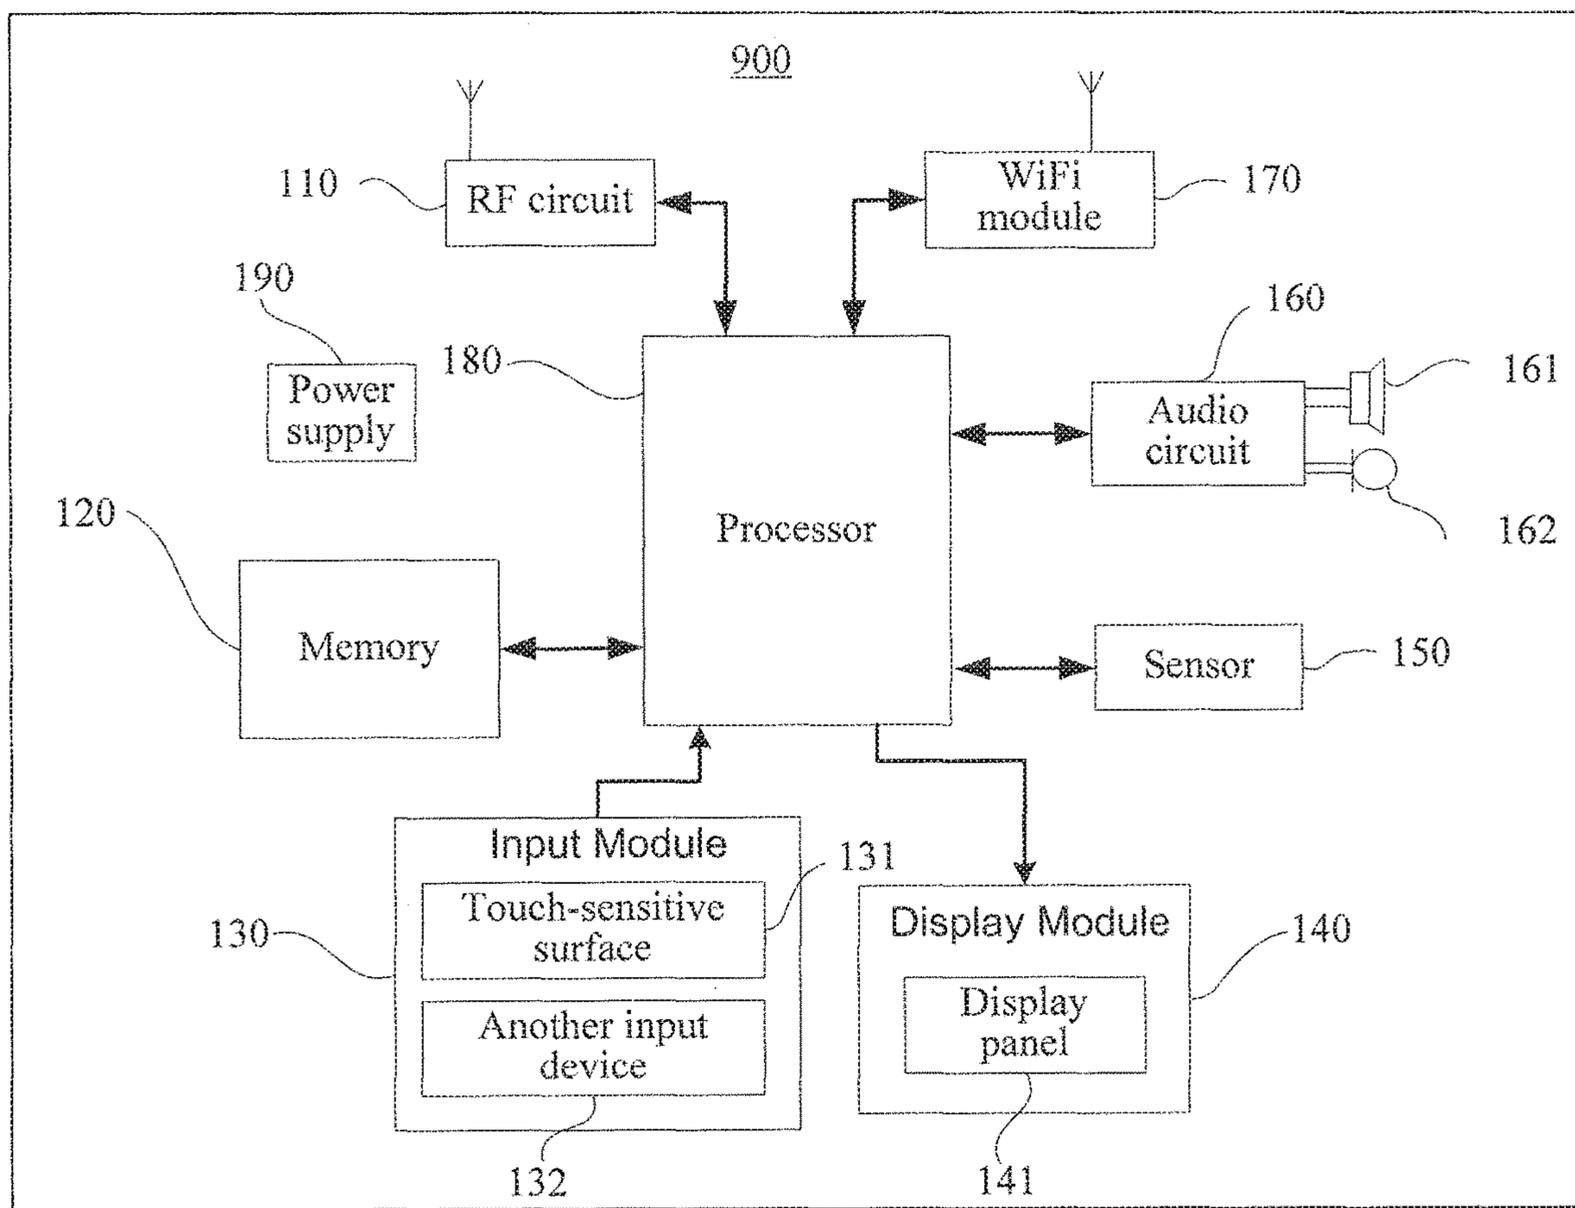 900
110
RF circuit
WiFi
module
170
190
Power
supply
180
160
161
Audio
circuit
162
120
Processor
Memory
Sensor
150
Input Module
131
Touch-sensitive
surface
130
Another input
device
132
Display Module
140
Display
panel
141